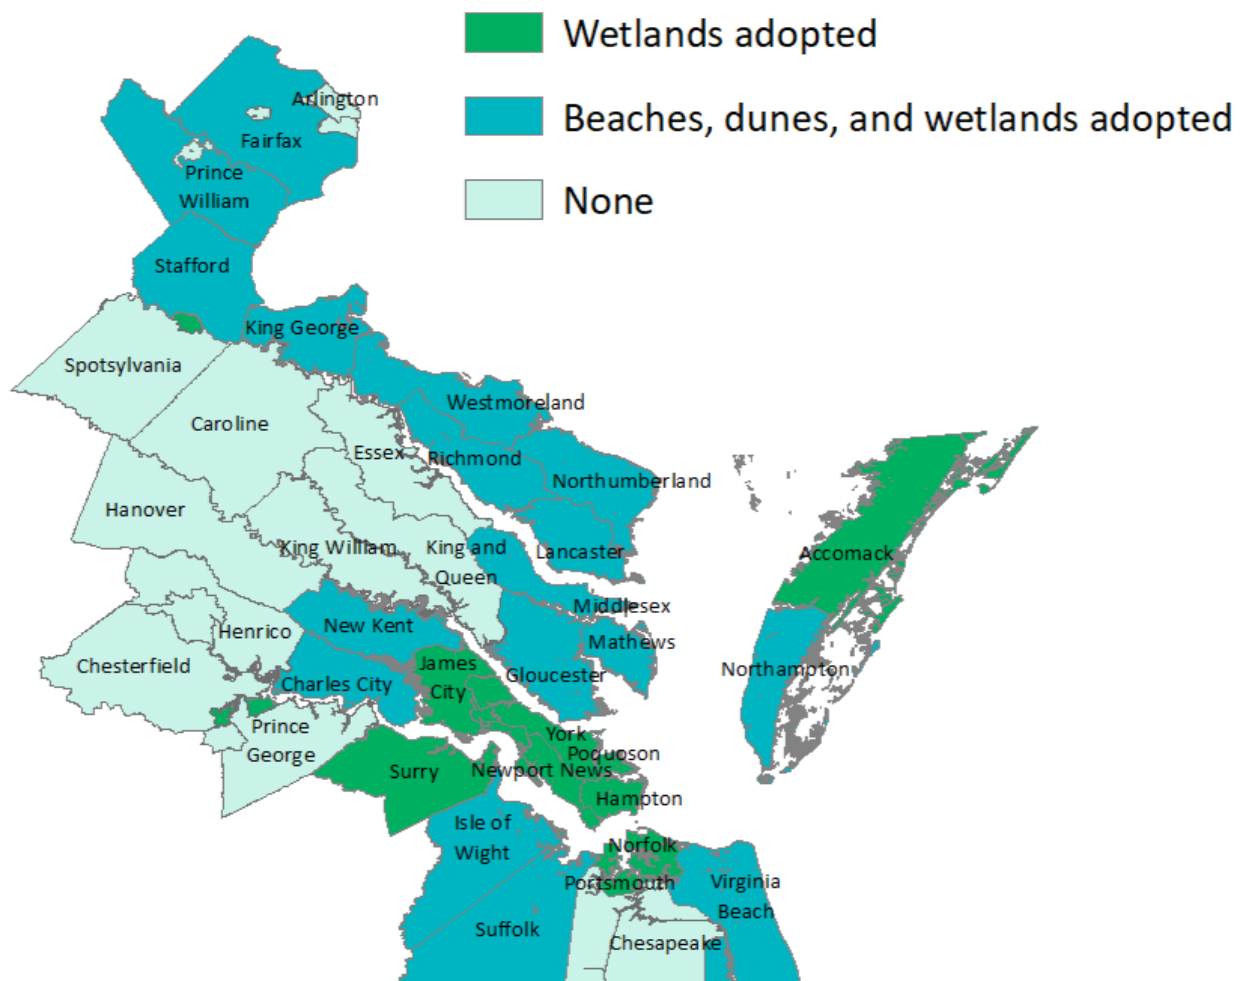 Wetlands adopted
Beaches, dunes, and wetlands adopted
None
Arlington
Fairfax
Prince
William
Stafford
King George
Spotsylvania
Westmoreland
Caroline
Essex
Richmond
Northumberland
Hanover
King William
King and
Queen
Lancaster
Accomack
Middlesex
New Kent
Henrico
Mathews
Chesterfield
James
City
Gloucester
Northampton
Charles City
Prince
George
York
Poquoson
Surry
Newport News
Hampton
Isle of
Wight
Norfolk
Portsmouth
Virginia
Beach
Suffolk
Chesapeake